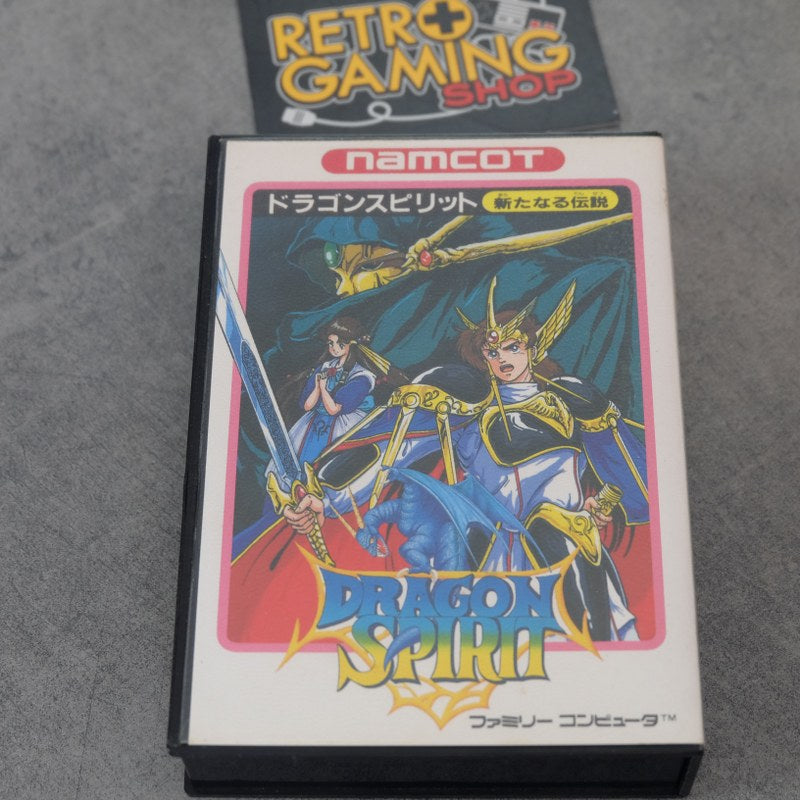 RETRO
GAMING
SHOP
namcot
ドラゴンスピリット 新たなる伝説
DRAGON
SPIRIT
ファミリー コンピュータ™